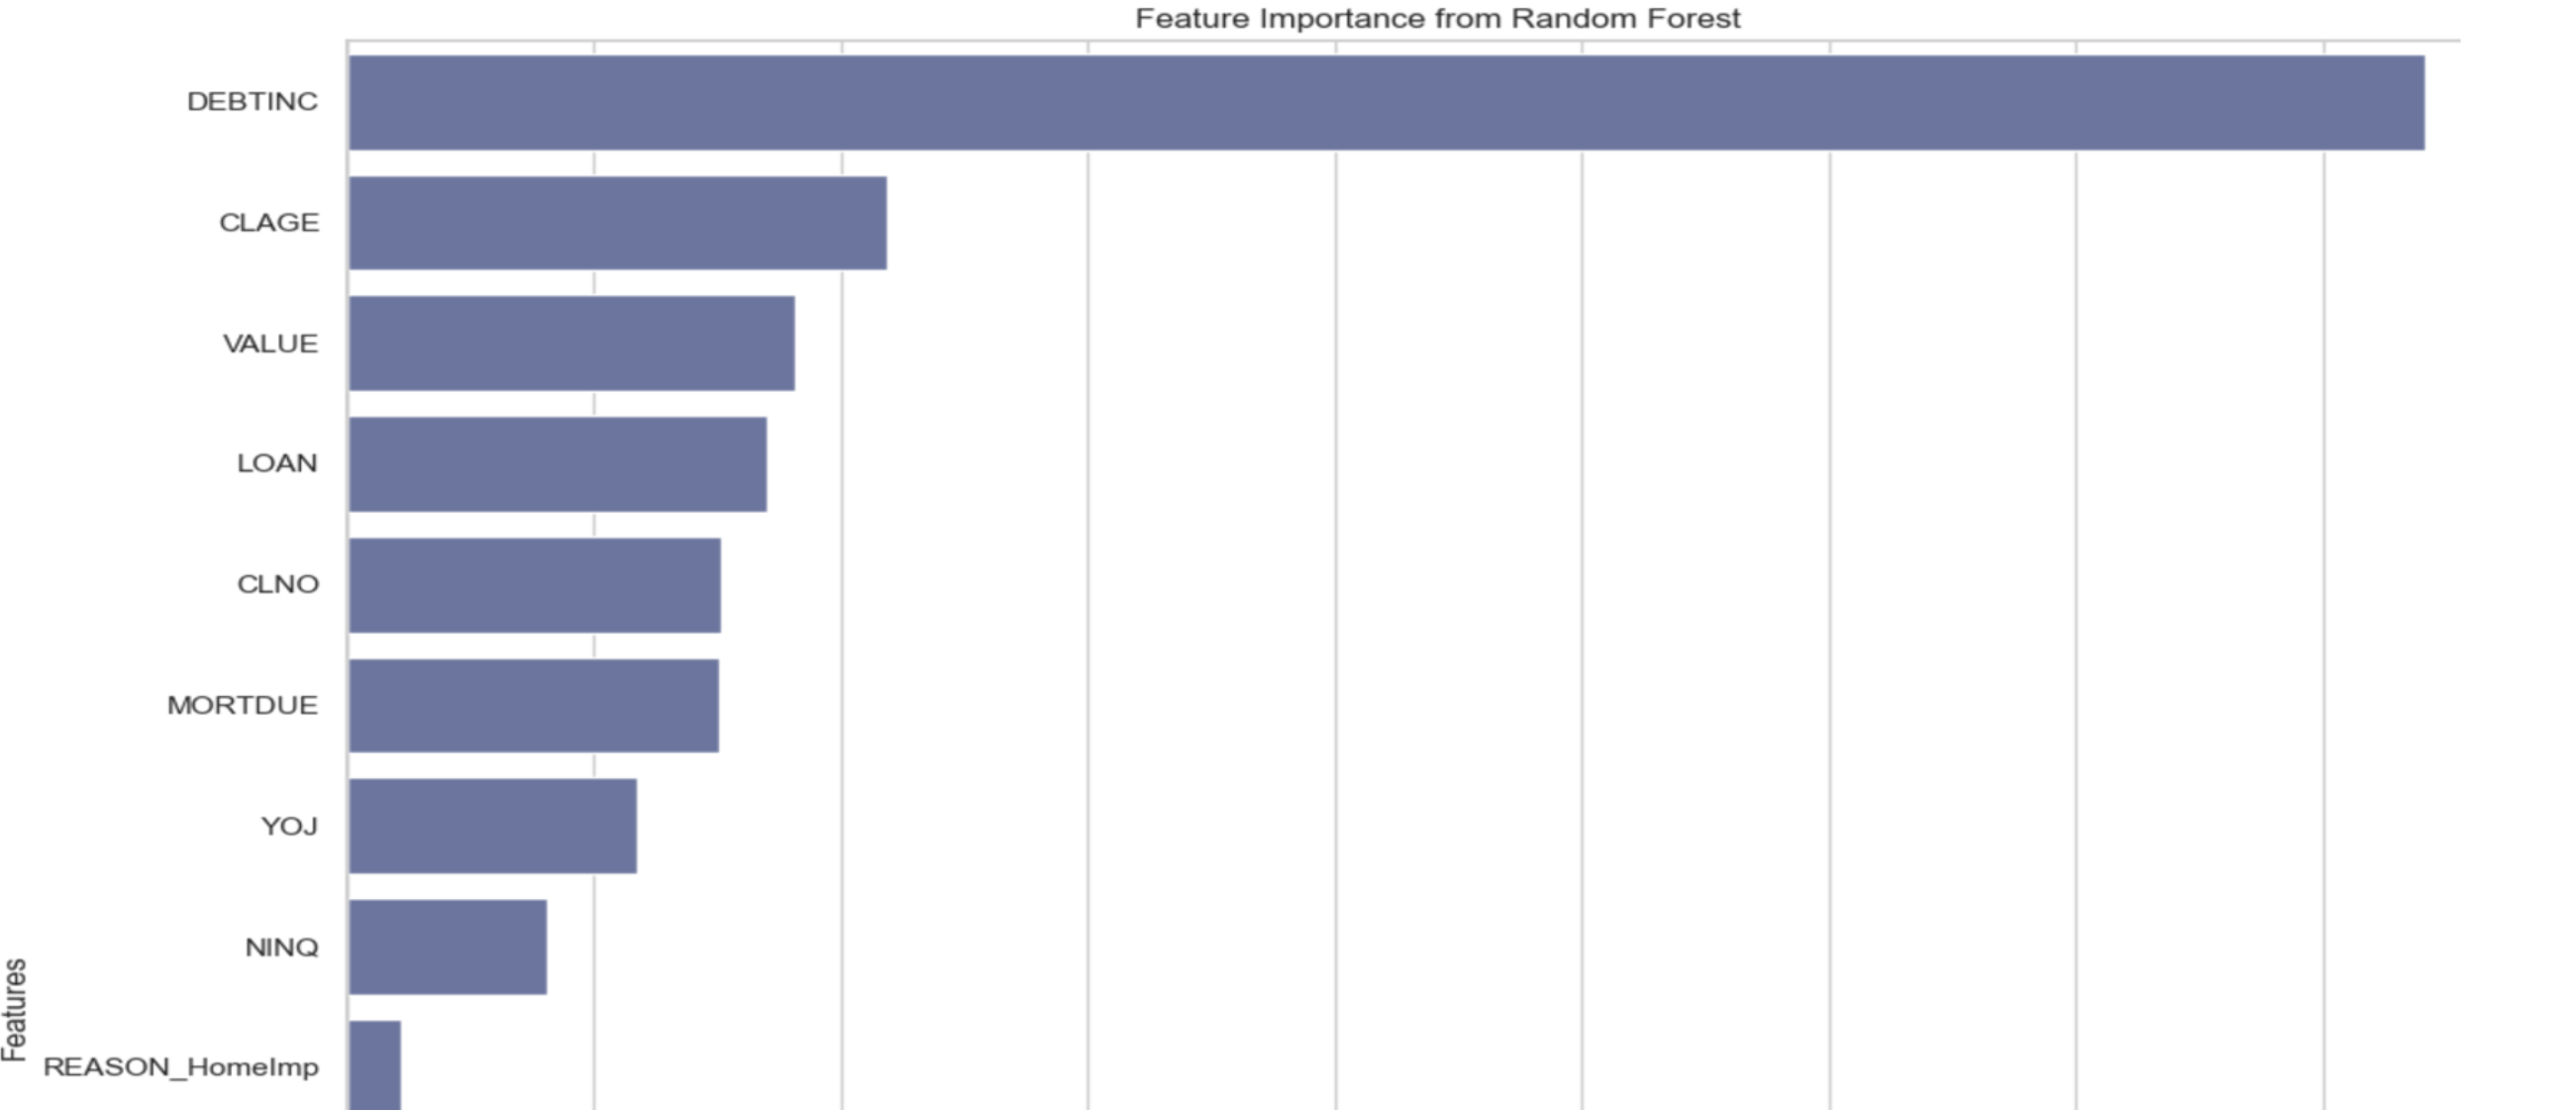 Feature Importance from Random Forest
DEBTINC
CLAGE
VALUE
LOAN
CLNO
MORTDUE
YOJ
NINQ
REASON_HomeImp
Features